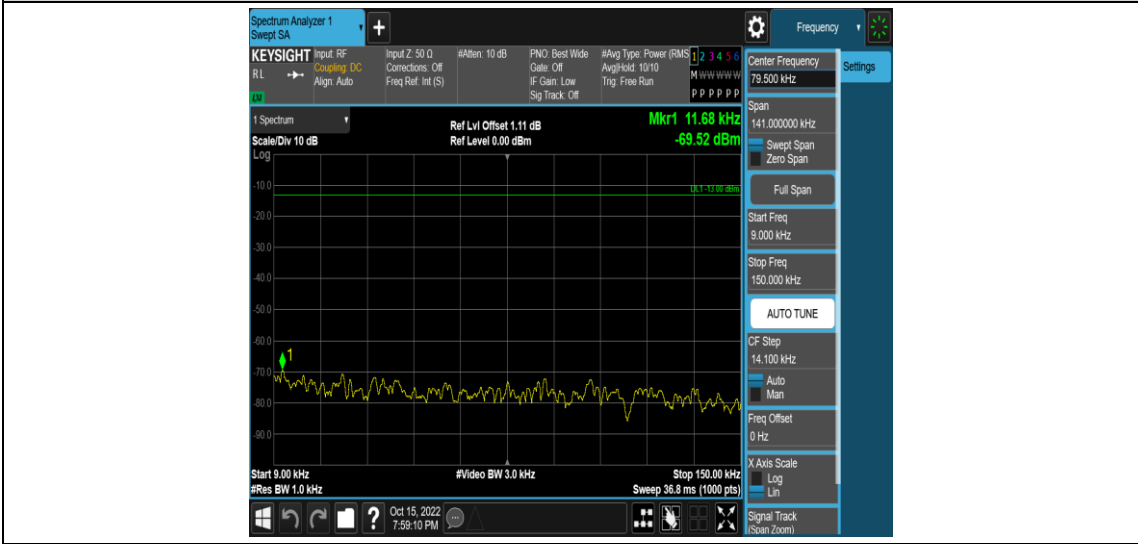 Spectrum Analyzer 1
Swept SA
+
Frequency
KEYSIGHT
RL
Input: RF
Coupling: DC
Align: Auto
Input Z: 50 Ω
Corrections: Off
Freq Ref: Int (S)
#Atten: 10 dB
PNO: Best Wide
Gate: Off
IF Gain: Low
Sig Track: Off
#Avg Type: Power (RMS
Avg|Hold: 10/10
Trig: Free Run
1 2 3 4 5 6
M W W W W W
P P P P P P
1 Spectrum
Scale/Div 10 dB
Log
Ref Lvl Offset 1.11 dB
Ref Level 0.00 dBm
Mkr1 11.68 kHz
-69.52 dBm
DL1 -13.00 dBm
-10.0
-20.0
-30.0
-40.0
-50.0
-60.0
-70.0
-80.0
-90.0
1
Start 9.00 kHz
#Res BW 1.0 kHz
#Video BW 3.0 kHz
Stop 150.00 kHz
Sweep 36.8 ms (1000 pts)
?
Oct 15, 2022
7:59:10 PM
Center Frequency
79.500 kHz
Span
141.000000 kHz
Swept Span
Zero Span
Full Span
Start Freq
9.000 kHz
Stop Freq
150.000 kHz
AUTO TUNE
CF Step
14.100 kHz
Auto
Man
Freq Offset
0 Hz
X Axis Scale
Log
Lin
Signal Track
(Span Zoom)
Settings